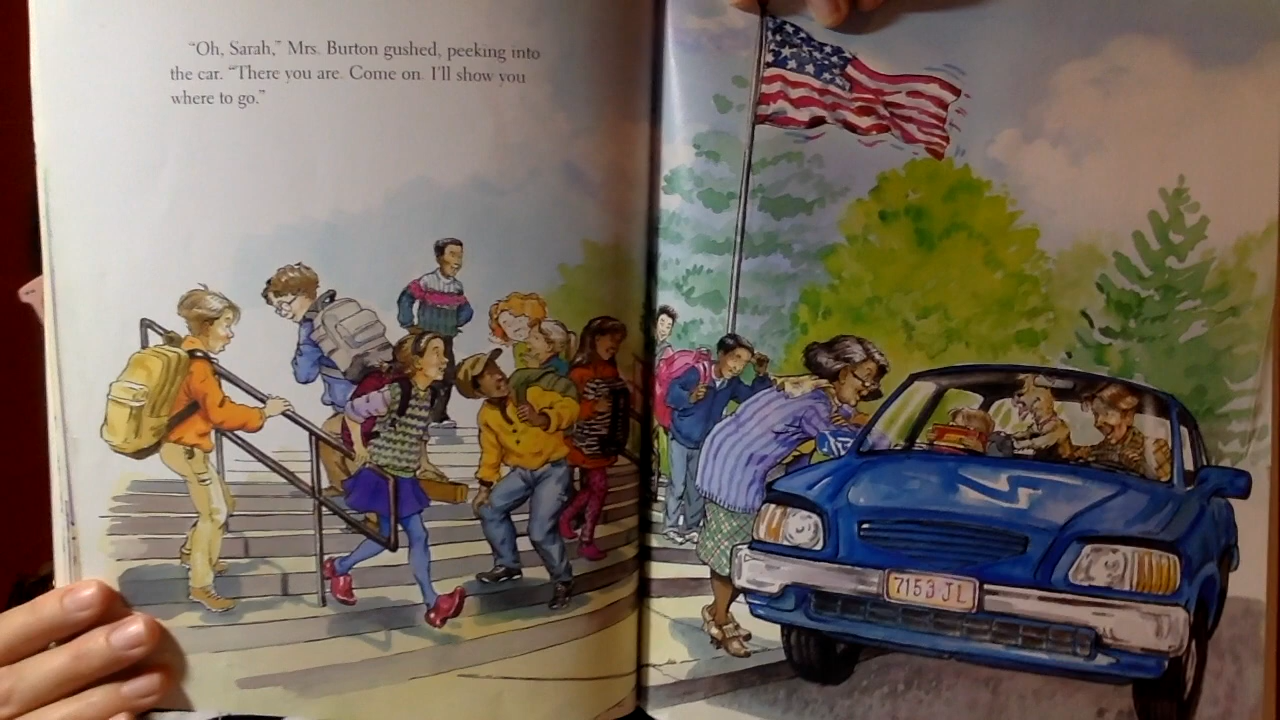 “Oh, Sarah,” Mrs. Burton gushed, peeking into
the car. “There you are. Come on. I'll show you
where to go.”
7153 JL